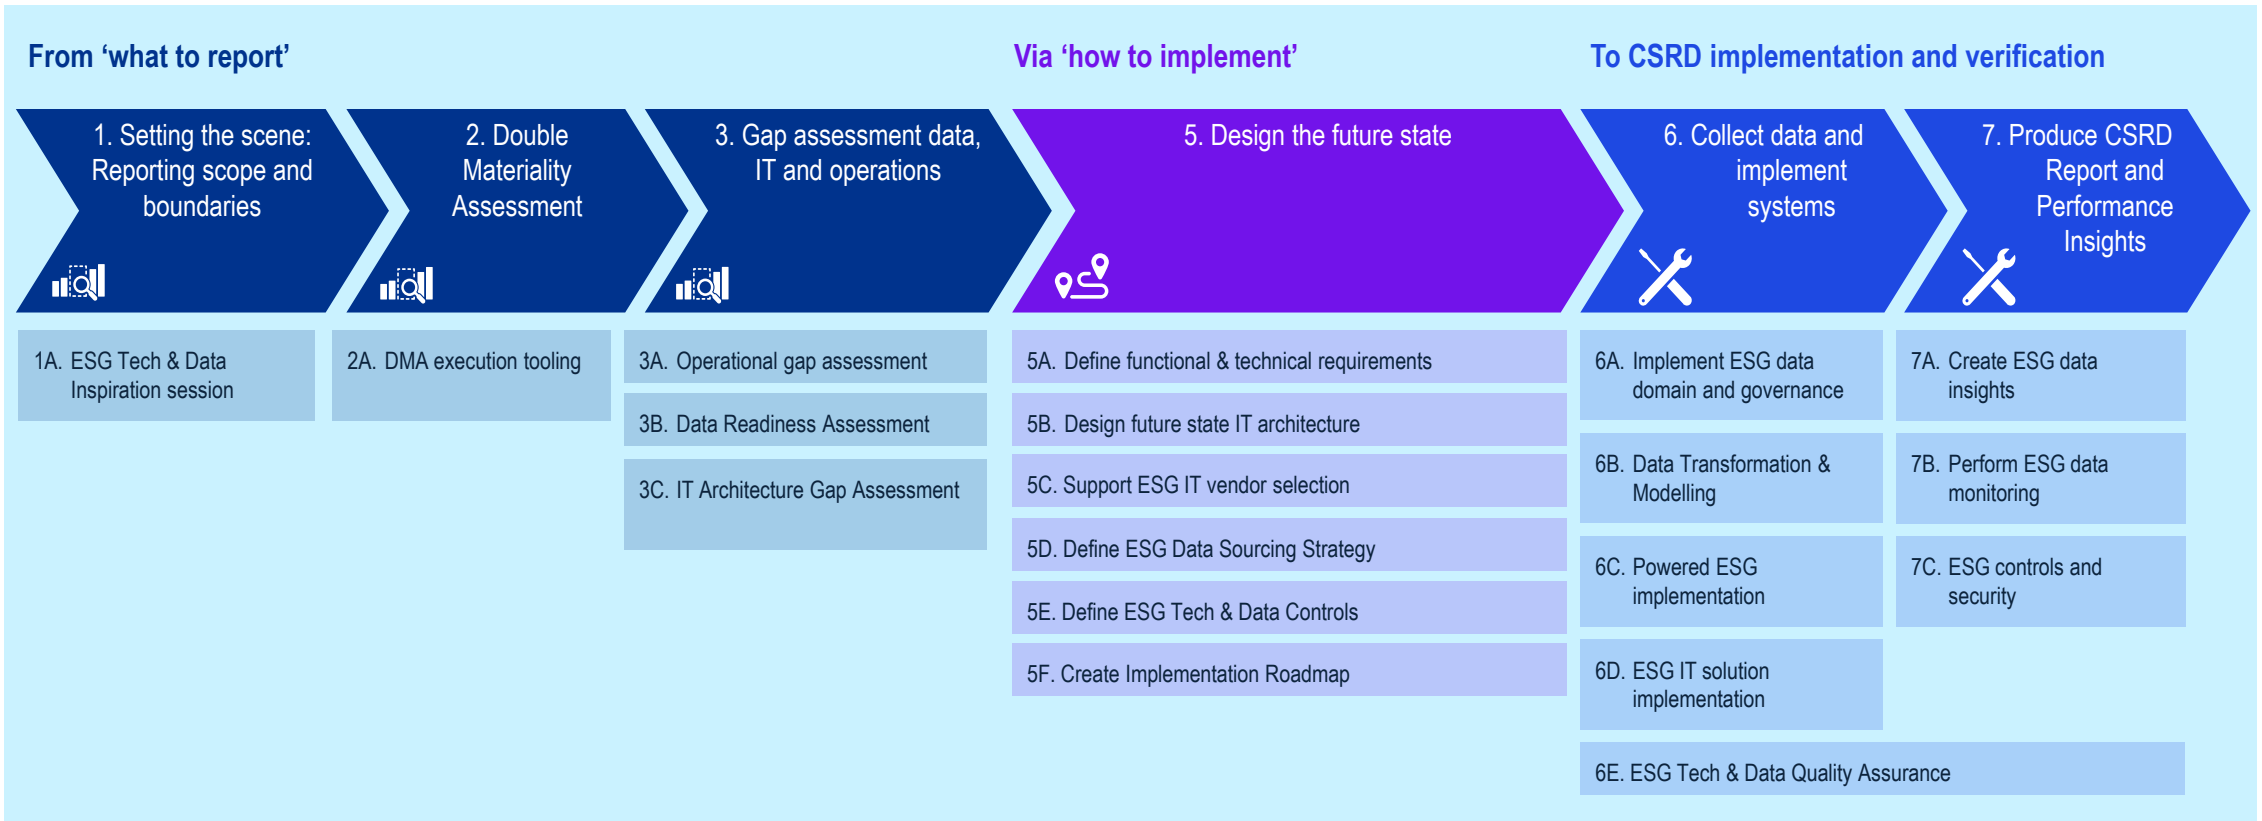 From ‘what to report’
Via ‘how to implement’
To CSRD implementation and verification
1. Setting the scene:
Reporting scope and
boundaries
2. Double
Materiality
Assessment
3. Gap assessment data,
IT and operations
5. Design the future state
6. Collect data and
implement
systems
7. Produce CSRD
Report and
Performance
Insights
1A. ESG Tech & Data
Inspiration session
2A. DMA execution tooling
3A. Operational gap assessment
3B. Data Readiness Assessment
3C. IT Architecture Gap Assessment
5A. Define functional & technical requirements
5B. Design future state IT architecture
5C. Support ESG IT vendor selection
5D. Define ESG Data Sourcing Strategy
5E. Define ESG Tech & Data Controls
5F. Create Implementation Roadmap
6A. Implement ESG data
domain and governance
6B. Data Transformation &
Modelling
6C. Powered ESG
implementation
6D. ESG IT solution
implementation
6E. ESG Tech & Data Quality Assurance
7A. Create ESG data
insights
7B. Perform ESG data
monitoring
7C. ESG controls and
security